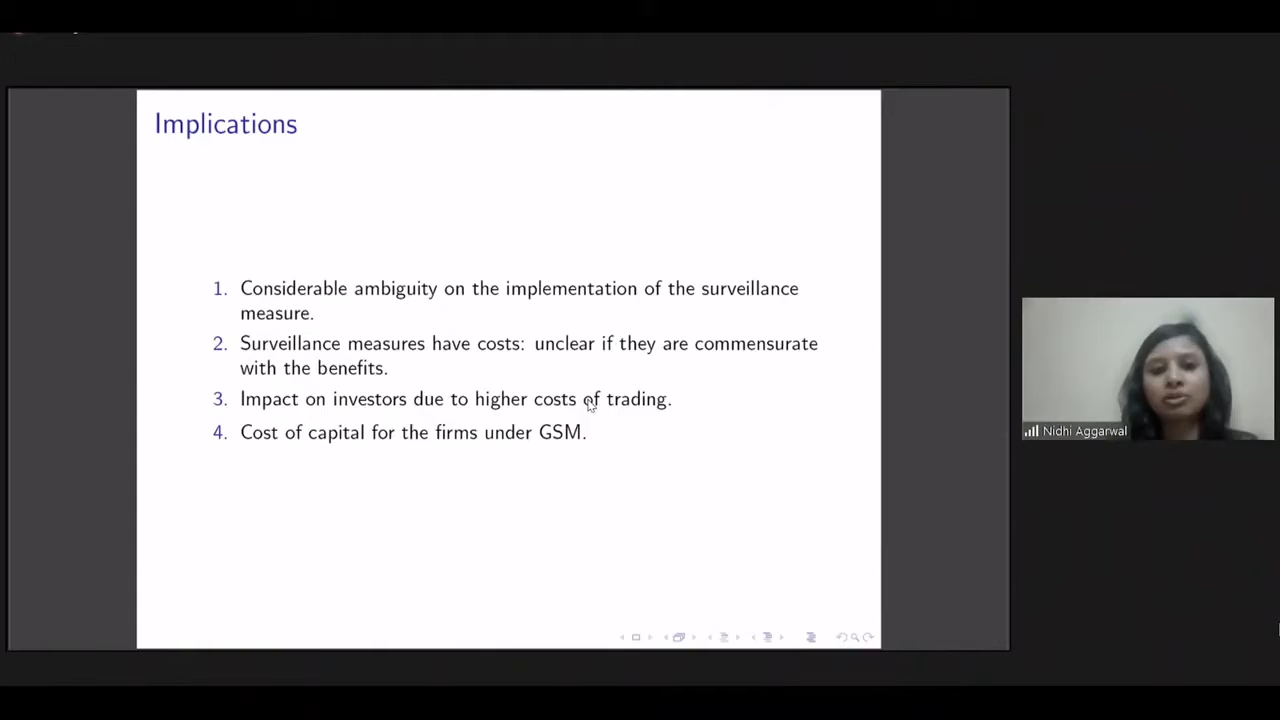 Implications
1. Considerable ambiguity on the implementation of the surveillance
measure.
2. Surveillance measures have costs: unclear if they are commensurate
with the benefits.
3. Impact on investors due to higher costs of trading.
4. Cost of capital for the firms under GSM.
Nidhi Aggarwal